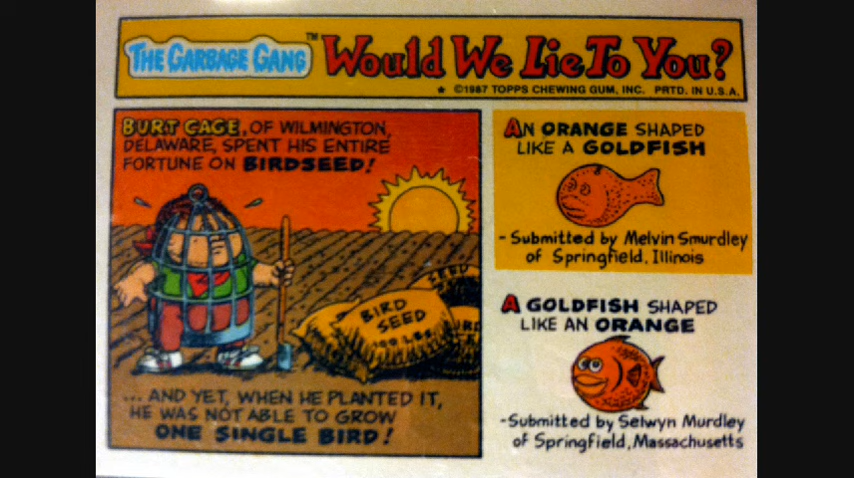 THE GARBAGE GANG™ Would We Lie To You?
* ©1987 TOPPS CHEWING GUM, INC. PRTD. IN U.S.A.
BURT CAGE, OF WILMINGTON,
DELAWARE, SPENT HIS ENTIRE
FORTUNE ON BIRDSEED!
BIRD
SEED
100 LBS.
SEED
... AND YET, WHEN HE PLANTED IT,
HE WAS NOT ABLE TO GROW
ONE SINGLE BIRD!
AN ORANGE SHAPED
LIKE A GOLDFISH
- Submitted by Melvin Smurdley
of Springfield, Illinois
A GOLDFISH SHAPED
LIKE AN ORANGE
- Submitted by Selwyn Murdley
of Springfield, Massachusetts